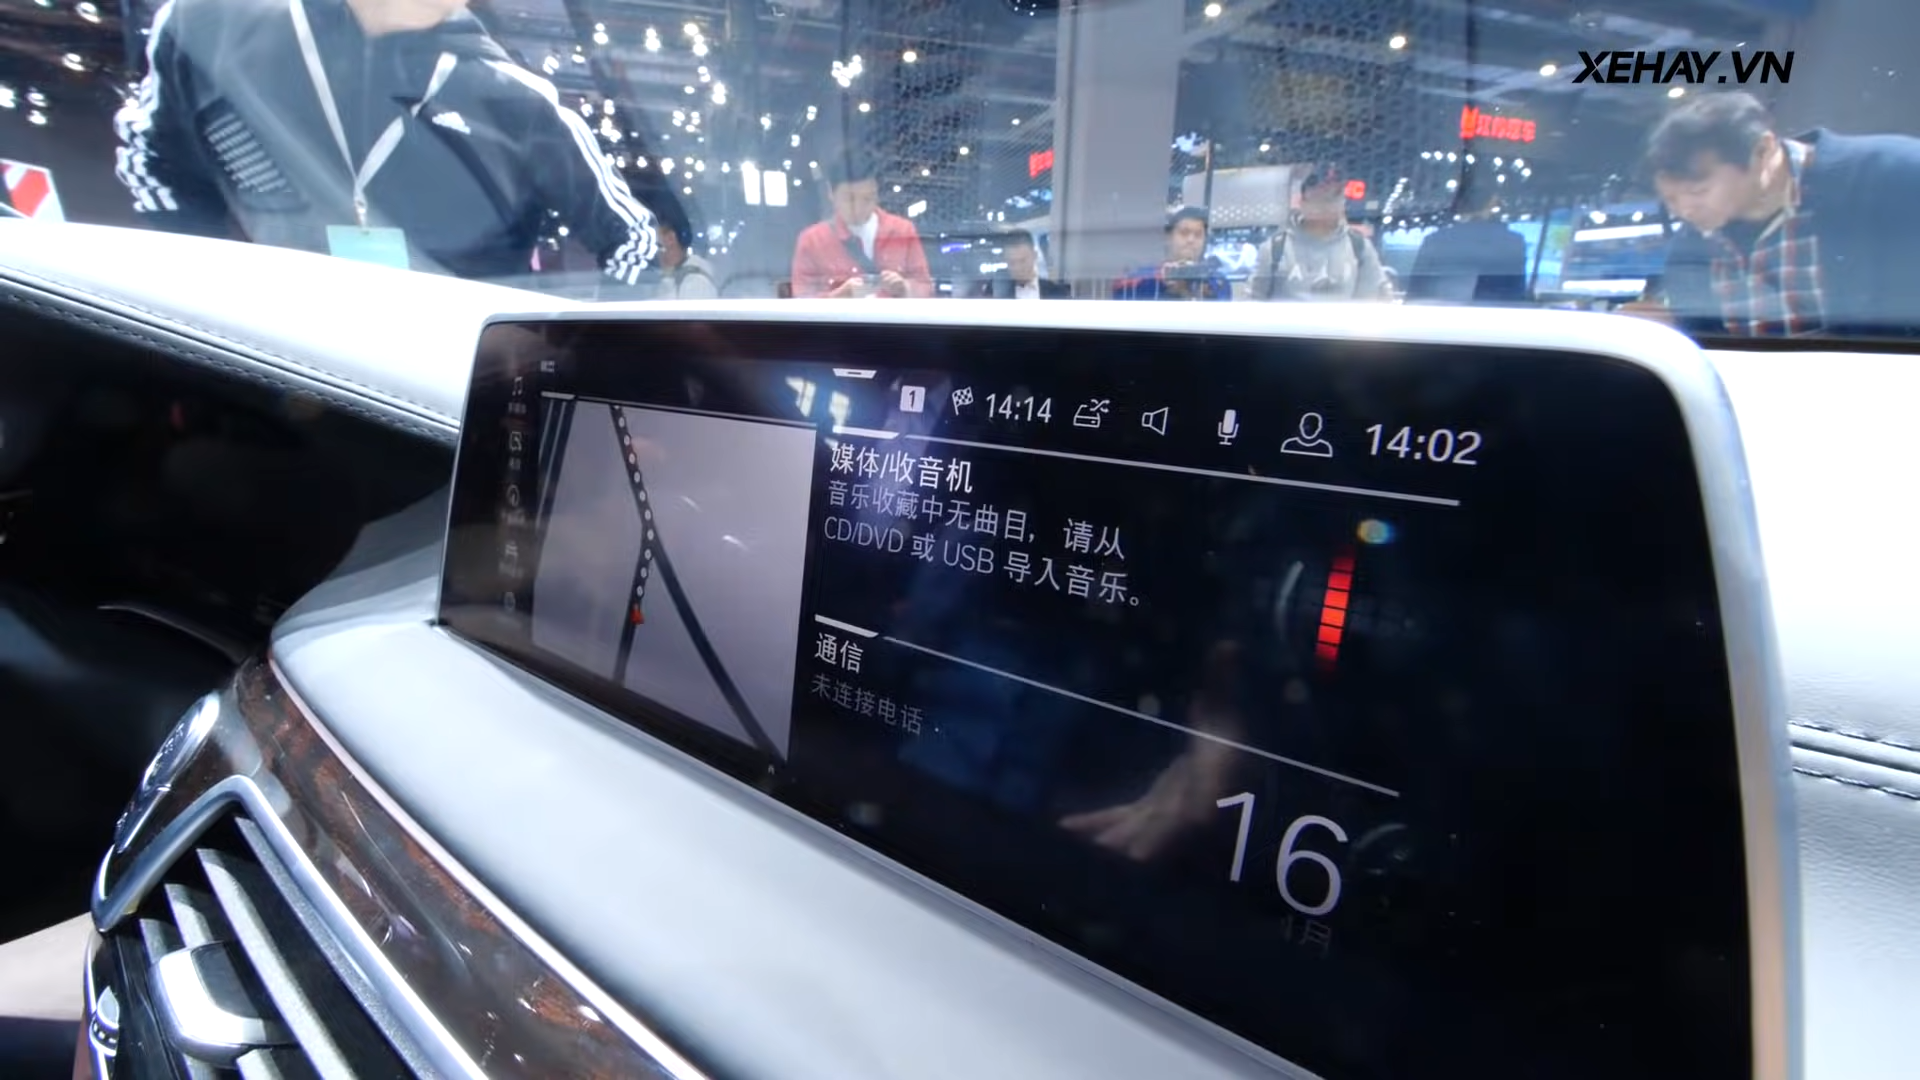 XEHAY.VN
1 14:14 14:02
媒体/收音机
音乐收藏中无曲目，请从
CD/DVD 或 USB 导入音乐。
通信
未连接电话
16